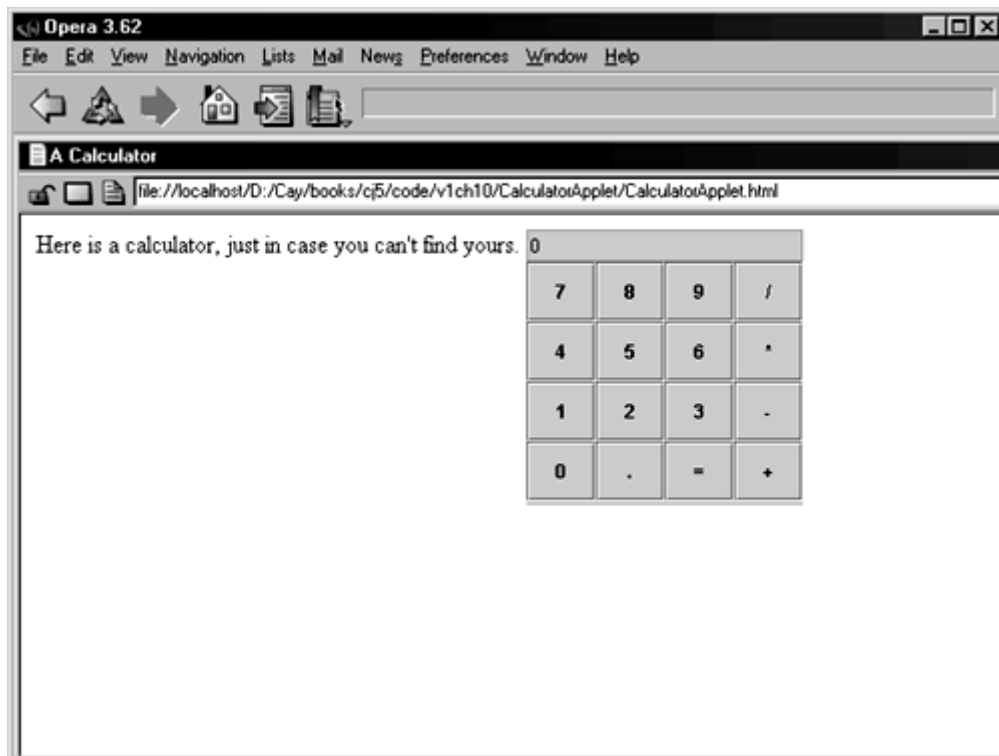 Opera 3.62
File Edit View Navigation Lists Mail News Preferences Window Help
A Calculator
file://localhost/D:/Cay/books/cj5/code/v1ch10/CalculatorApplet/CalculatorApplet.html
Here is a calculator, just in case you can't find yours. 0
7 8 9 /
4 5 6 *
1 2 3 -
0 . = +